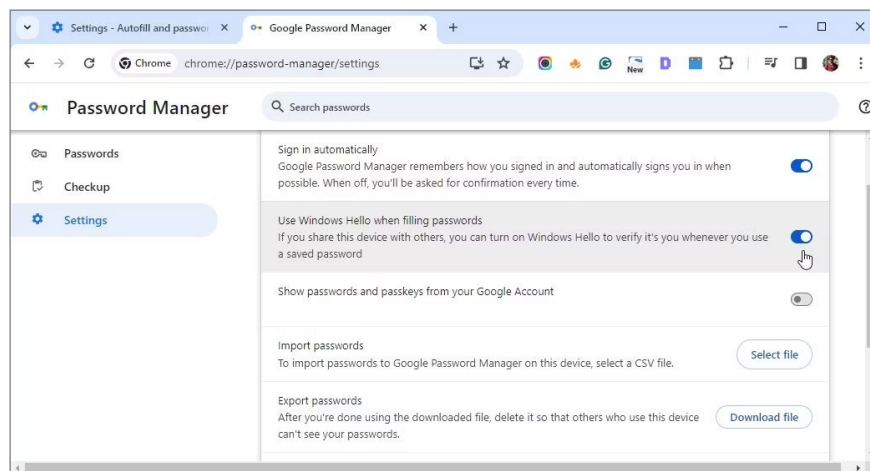 Settings - Autofill and passwor
Google Password Manager
Chrome
chrome://password-manager/settings
New
Password Manager
Search passwords
Passwords
Checkup
Settings
Sign in automatically
Google Password Manager remembers how you signed in and automatically signs you in when
possible. When off, you'll be asked for confirmation every time.
Use Windows Hello when filling passwords
If you share this device with others, you can turn on Windows Hello to verify it's you whenever you use
a saved password
Show passwords and passkeys from your Google Account
Import passwords
To import passwords to Google Password Manager on this device, select a CSV file.
Select file
Export passwords
After you're done using the downloaded file, delete it so that others who use this device
can't see your passwords.
Download file